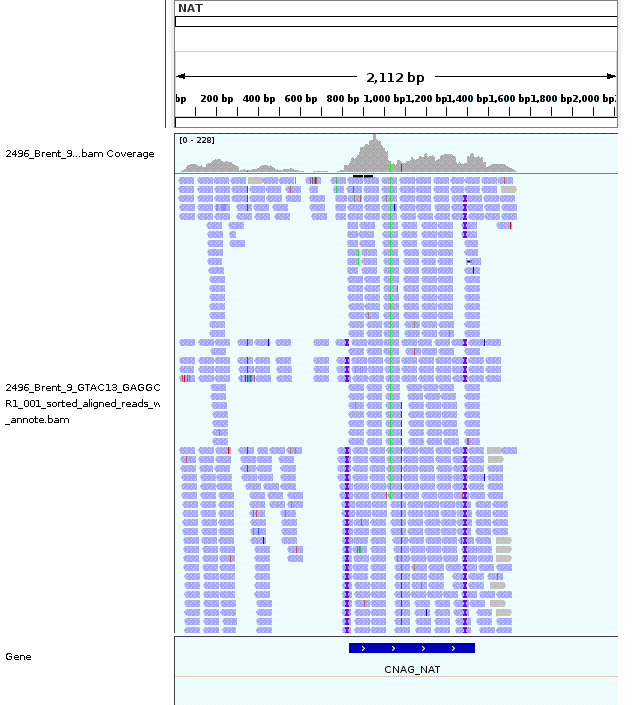 NAT
2,112 bp
bp 200 bp 400 bp 600 bp 800 bp 1,000 bp 1,200 bp 1,400 bp 1,600 bp 1,800 bp 2,000 bp
[0 - 228]
2496_Brent_9...bam Coverage
2496_Brent_9_GTAC13_GAGGC
R1_001_sorted_aligned_reads_w
_annote.bam
Gene
CNAG_NAT